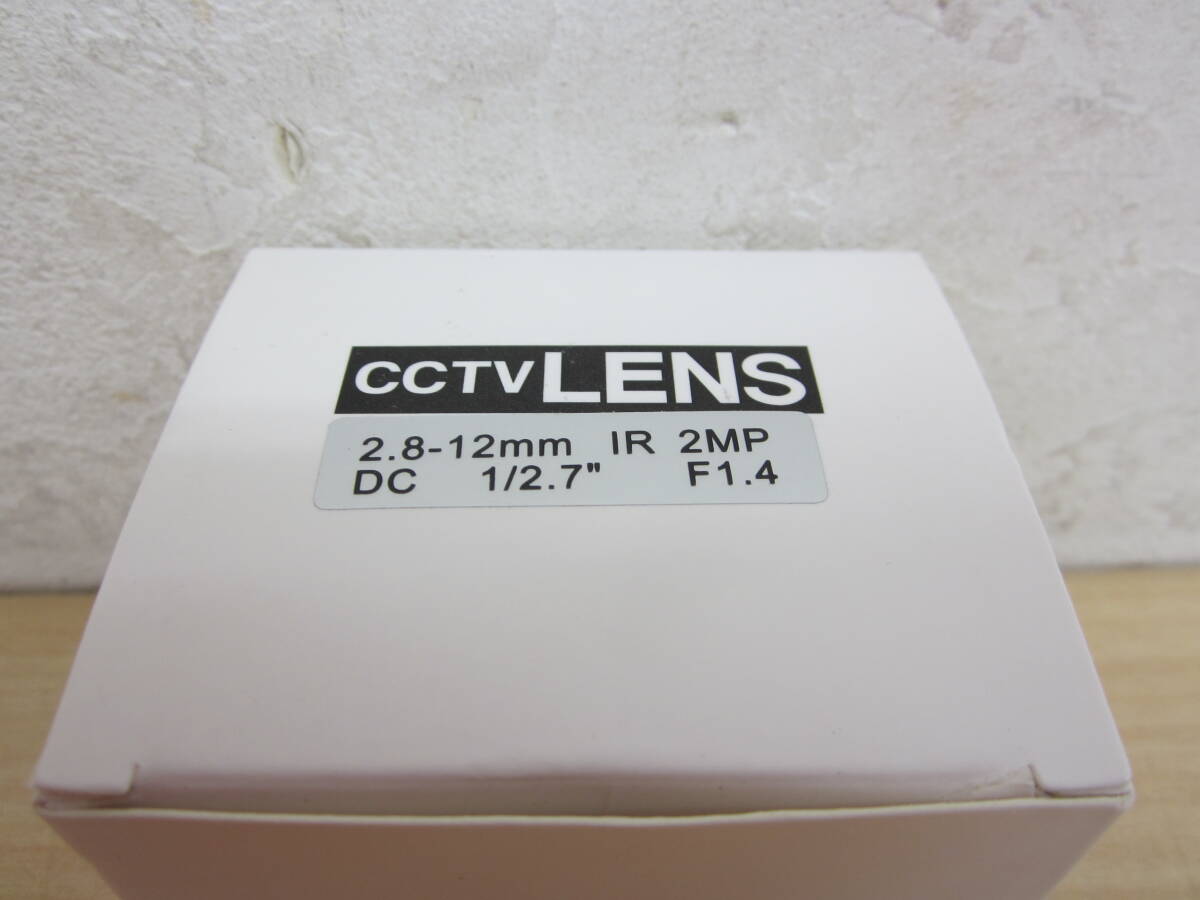 CCTV LENS
2.8-12mm IR 2MP
DC 1/2.7" F1.4